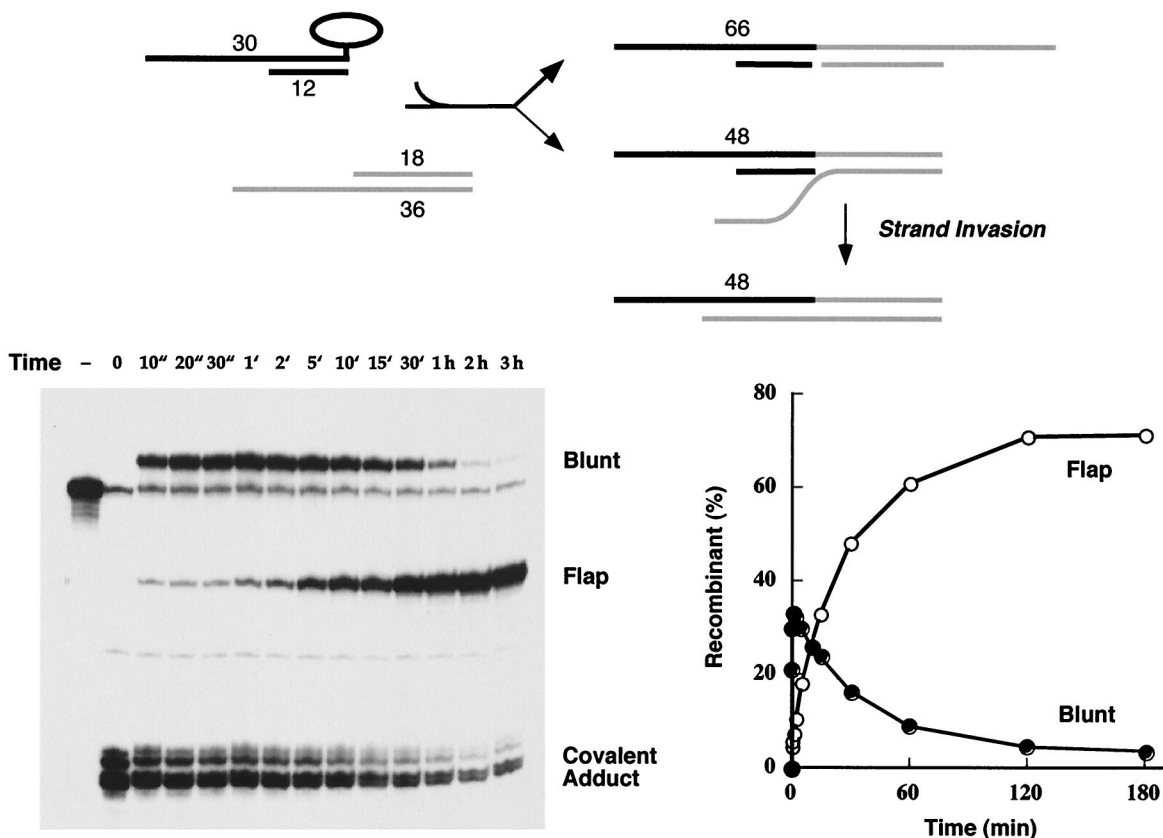 30
12
18
36
66
48
Strand Invasion
48
Time – 0 10" 20" 30" 1' 2' 5' 10' 15' 30' 1 h 2 h 3 h
Blunt
Flap
Covalent
Adduct
Recombinant (%)
80
60
40
20
0
Flap
Blunt
0 60 120 180
Time (min)